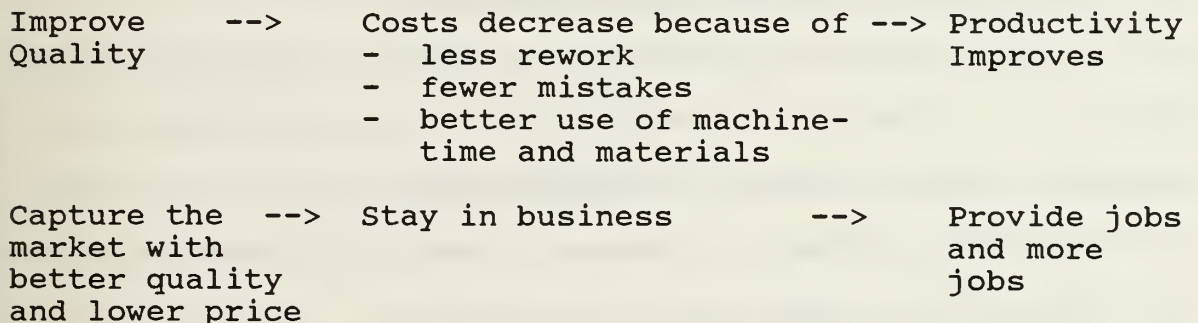 Improve --> Costs decrease because of --> Productivity
Quality - less rework Improves
- fewer mistakes
- better use of machine-
time and materials
Capture the --> Stay in business --> Provide jobs
market with and more
better quality jobs
and lower price